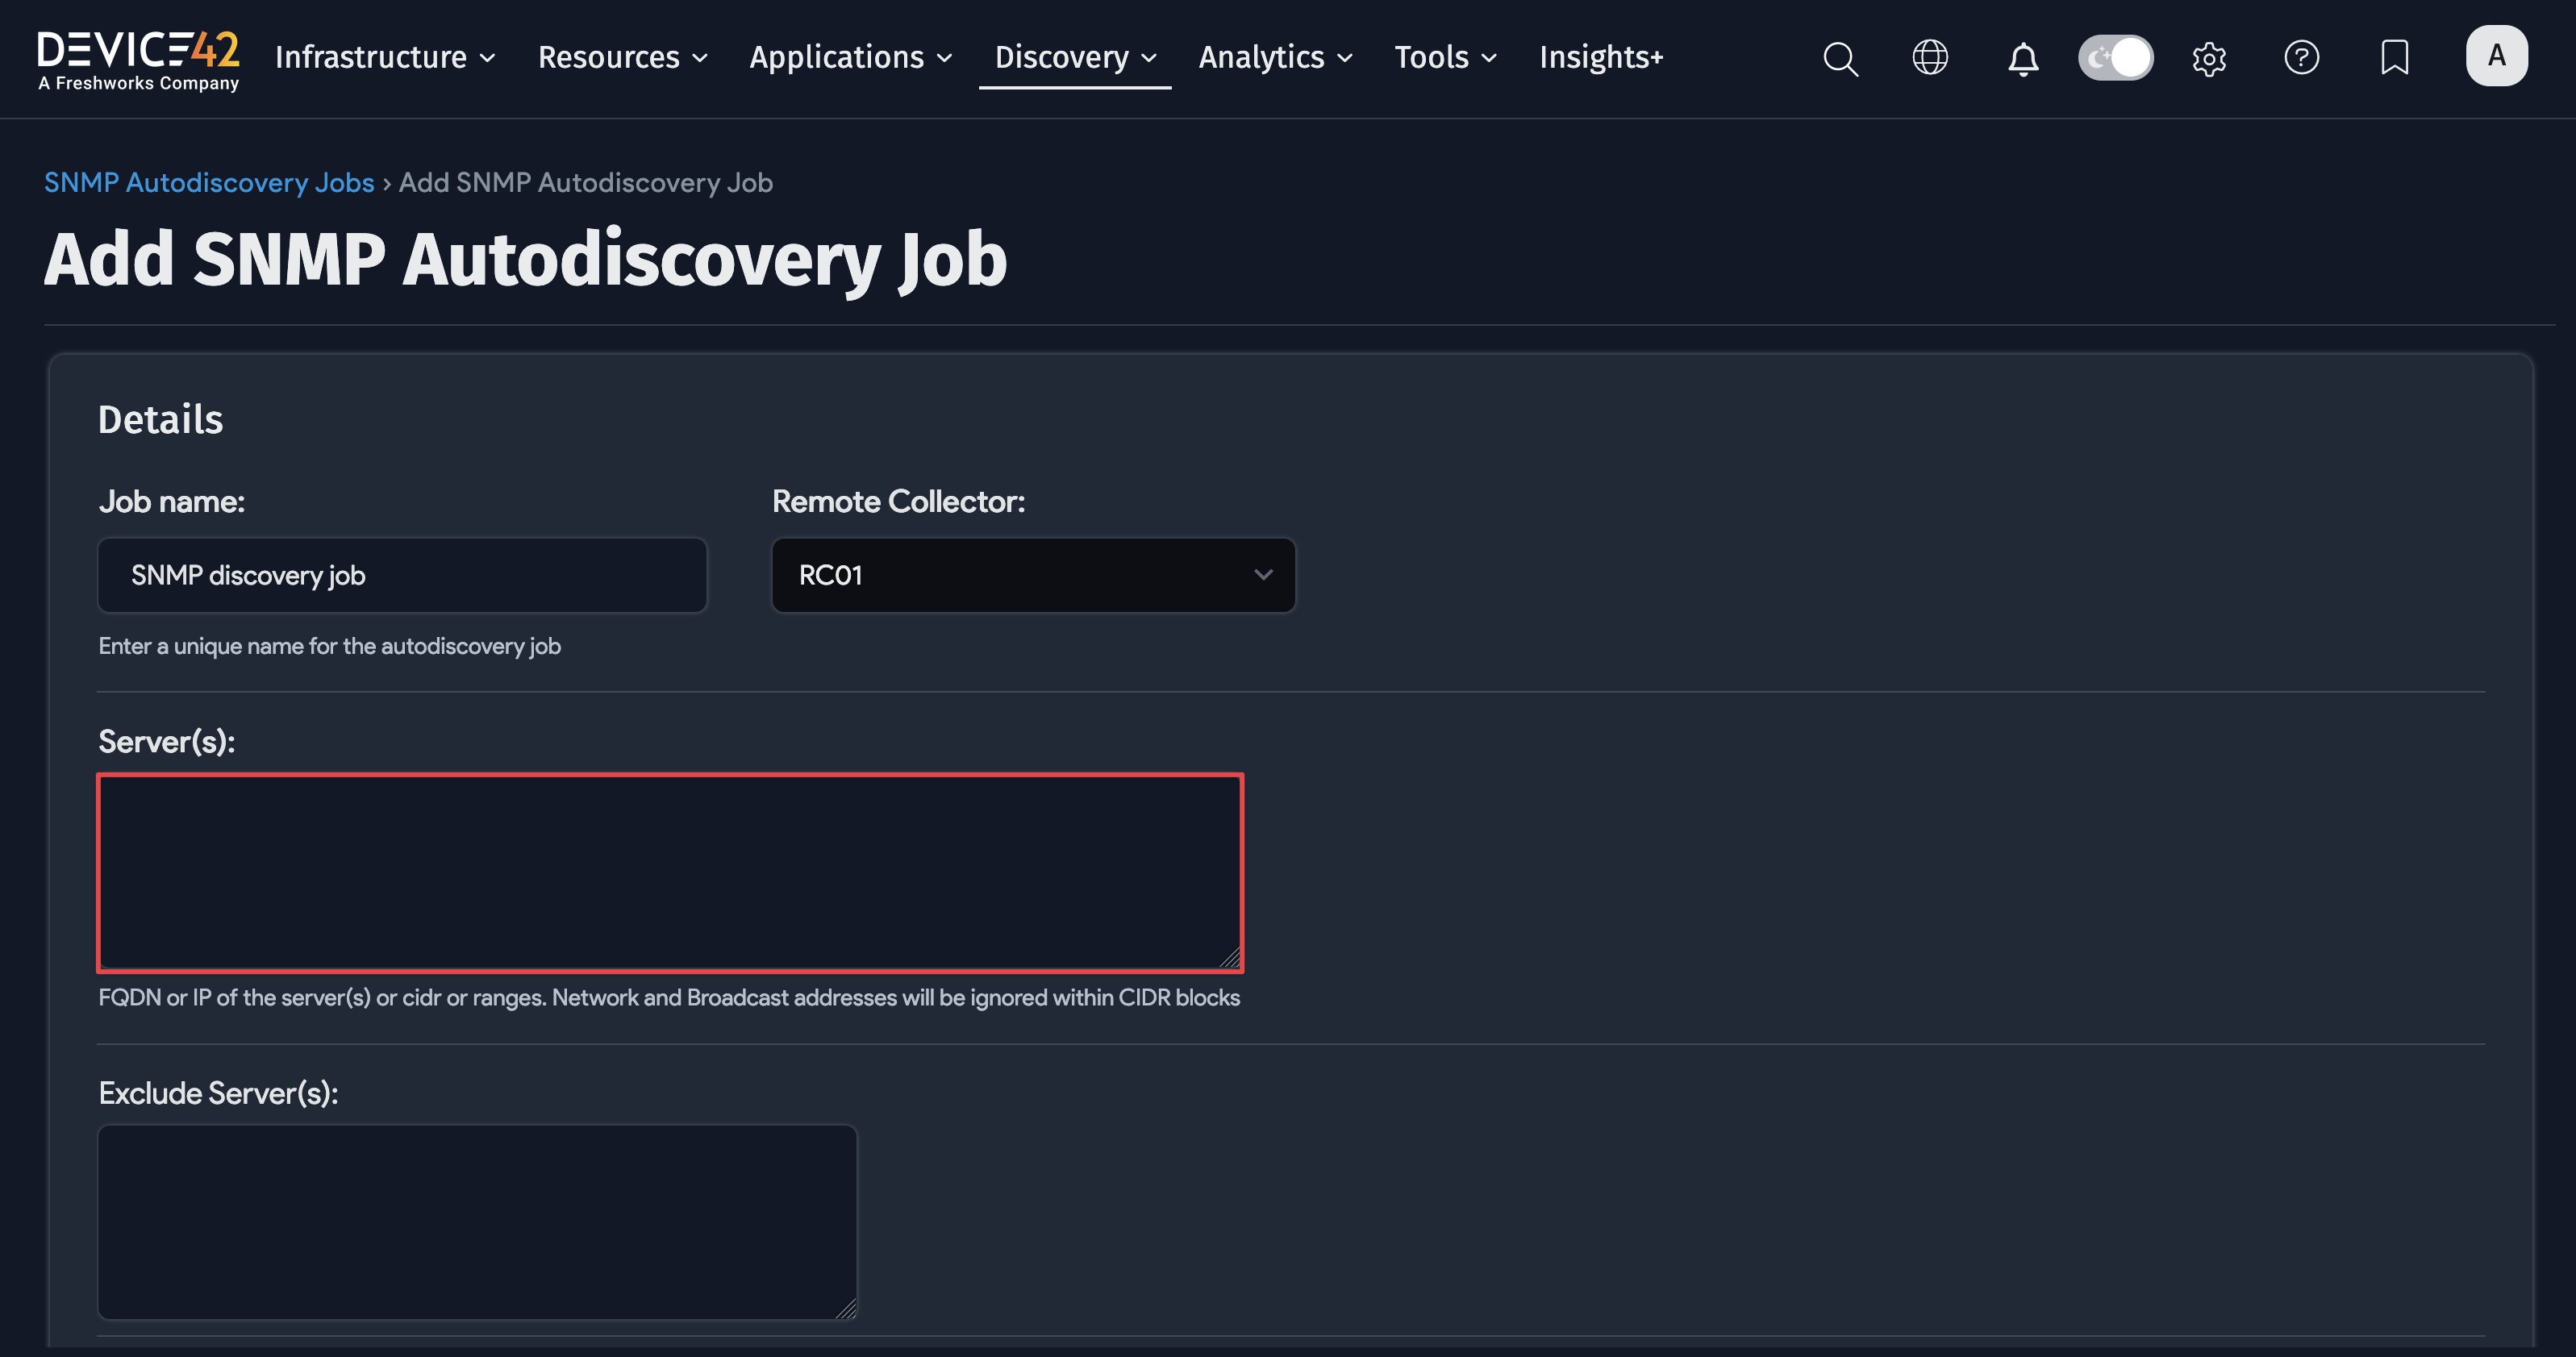 DEVICE42
A Freshworks Company
Infrastructure Resources Applications Discovery Analytics Tools Insights+
A
SNMP Autodiscovery Jobs › Add SNMP Autodiscovery Job
Add SNMP Autodiscovery Job
Details
Job name: Remote Collector:
SNMP discovery job RC01
Enter a unique name for the autodiscovery job
Server(s):
FQDN or IP of the server(s) or cidr or ranges. Network and Broadcast addresses will be ignored within CIDR blocks
Exclude Server(s):